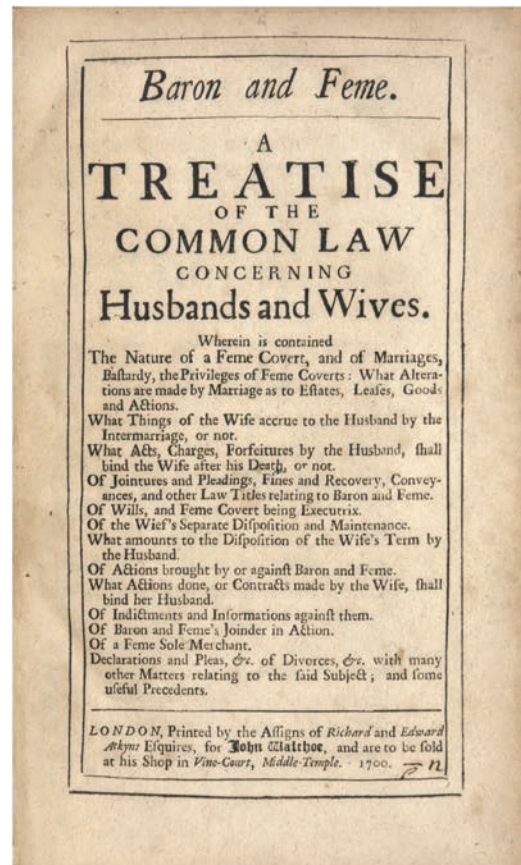 Baron and Feme.
A
TREATISE
OF THE
COMMON LAW
CONCERNING
Husbands and Wives.
Wherein is contained
The Nature of a Feme Covert, and of Marriages,
Baſtardy, the Privileges of Feme Coverts: What Altera-
tions are made by Marriage as to Eſtates, Leaſes, Goods
and Actions.
What Things of the Wife accrue to the Husband by the
Intermarriage, or not.
What Acts, Charges, Forfeitures by the Husband, ſhall
bind the Wife after his Death, or not.
Of Jointures and Pleadings, Fines and Recovery, Convey-
ances, and other Law Titles relating to Baron and Feme.
Of Wills, and Feme Covert being Executrix.
Of the Wief's Separate Diſpoſition and Maintenance.
What amounts to the Diſpoſition of the Wife's Term by
the Husband.
Of Actions brought by or againſt Baron and Feme.
What Actions done, or Contracts made by the Wife, ſhall
bind her Husband.
Of Indictments and Informations againſt them.
Of Baron and Feme's Joinder in Action.
Of a Feme Sole Merchant.
Declarations and Pleas, &c. of Divorces, &c. with many
other Matters relating to the ſaid Subject; and ſome
uſeful Precedents.
LONDON, Printed by the Aſſigns of Richard and Edward
Atkyns Eſquires, for John Walthoe, and are to be ſold
at his Shop in Vine-Court, Middle-Temple. 1700.